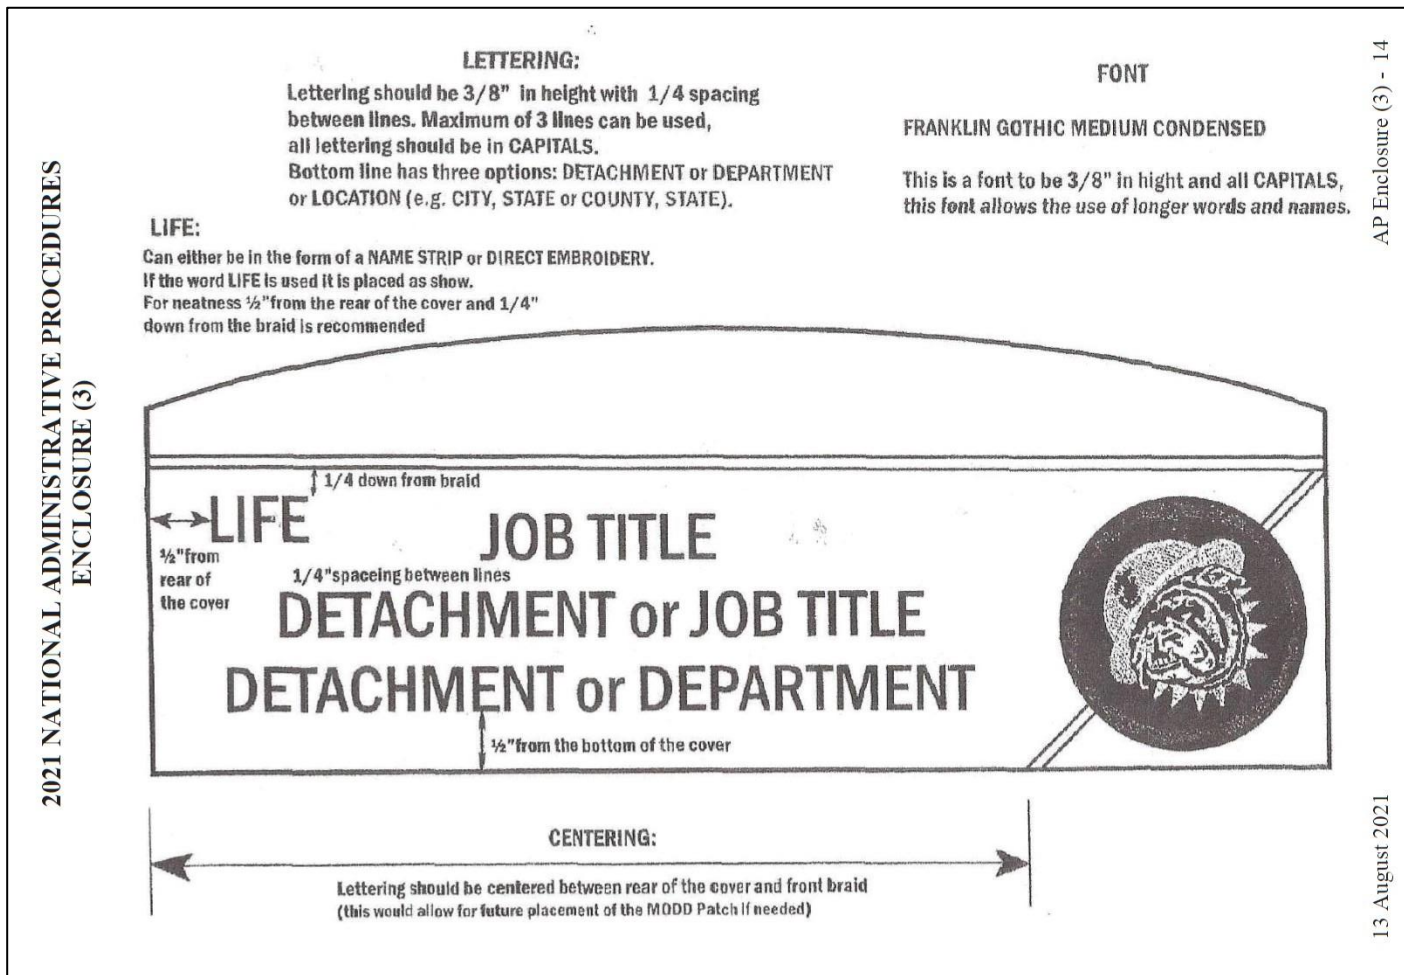 2021 NATIONAL ADMINISTRATIVE PROCEDURES
ENCLOSURE (3)
LETTERING:
Lettering should be 3/8" in height with 1/4 spacing
between lines. Maximum of 3 lines can be used,
all lettering should be in CAPITALS.
Bottom line has three options: DETACHMENT or DEPARTMENT
or LOCATION (e.g. CITY, STATE or COUNTY, STATE).
FONT
FRANKLIN GOTHIC MEDIUM CONDENSED
This is a font to be 3/8" in hight and all CAPITALS,
this font allows the use of longer words and names.
LIFE:
Can either be in the form of a NAME STRIP or DIRECT EMBROIDERY.
If the word LIFE is used it is placed as show.
For neatness ½"from the rear of the cover and 1/4"
down from the braid is recommended
1/4 down from braid
LIFE
½"from
rear of
the cover
JOB TITLE
1/4"spaceing between lines
DETACHMENT or JOB TITLE
DETACHMENT or DEPARTMENT
½"from the bottom of the cover
CENTERING:
Lettering should be centered between rear of the cover and front braid
(this would allow for future placement of the MODD Patch If needed)
AP Enclosure (3) - 14
13 August 2021